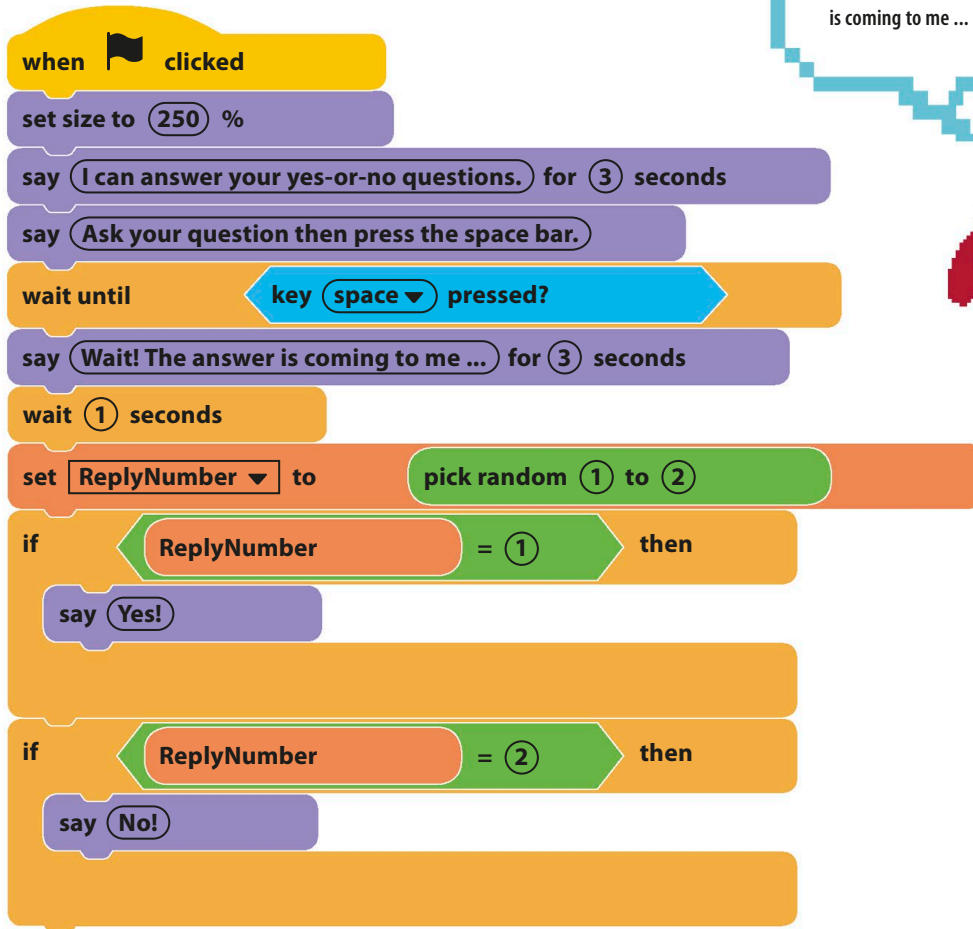 is coming to me ...
when clicked
set size to 250 %
say I can answer your yes-or-no questions. for 3 seconds
say Ask your question then press the space bar.
wait until key space pressed?
say Wait! The answer is coming to me ... for 3 seconds
wait 1 seconds
set ReplyNumber to pick random 1 to 2
if ReplyNumber = 1 then
say Yes!
if ReplyNumber = 2 then
say No!